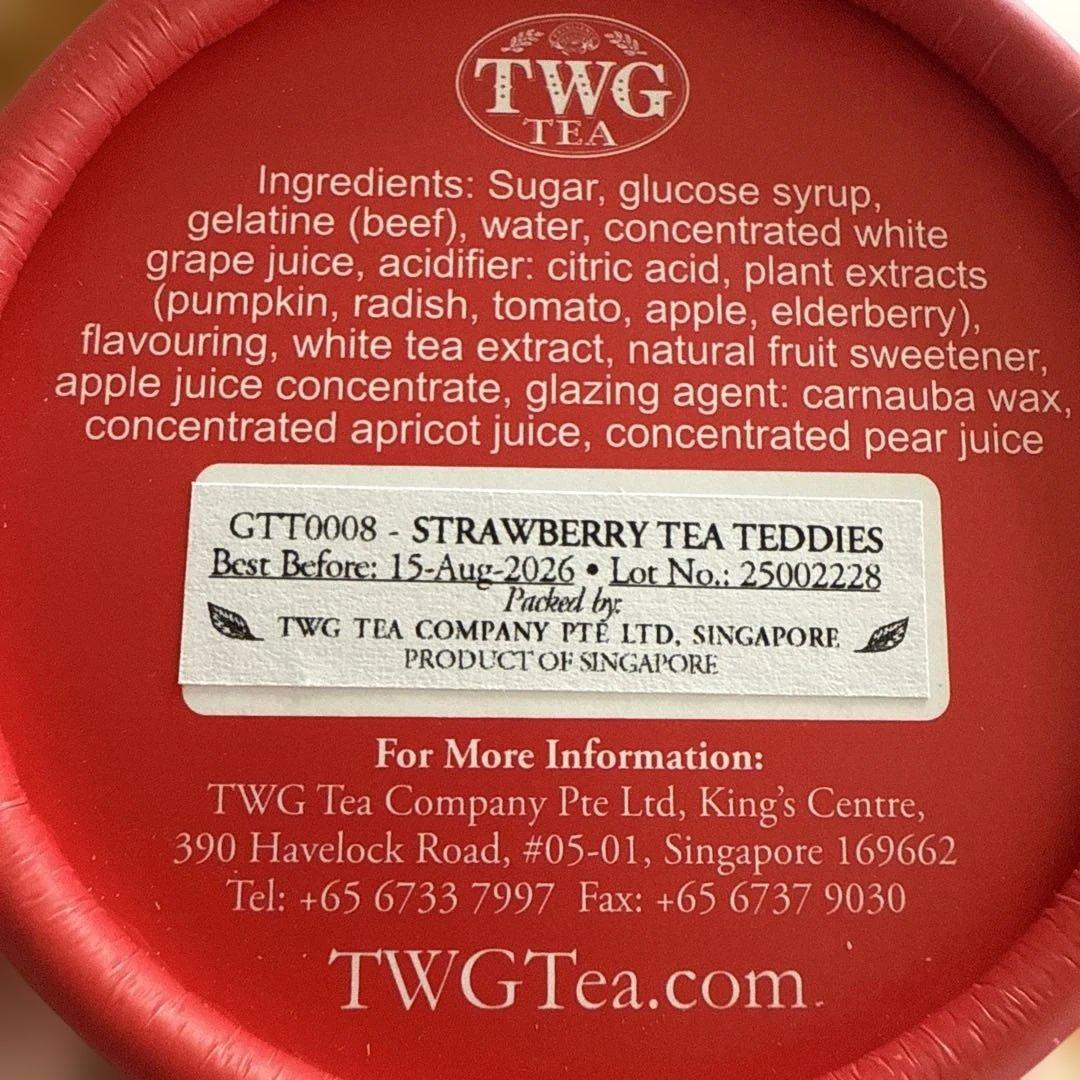 TWG
TEA
Ingredients: Sugar, glucose syrup,
gelatine (beef), water, concentrated white
grape juice, acidifier: citric acid, plant extracts
(pumpkin, radish, tomato, apple, elderberry),
flavouring, white tea extract, natural fruit sweetener,
apple juice concentrate, glazing agent: carnauba wax,
concentrated apricot juice, concentrated pear juice
GTT0008 - STRAWBERRY TEA TEDDIES
Best Before: 15-Aug-2026 • Lot No.: 25002228
Packed by:
TWG TEA COMPANY PTE LTD, SINGAPORE
PRODUCT OF SINGAPORE
For More Information:
TWG Tea Company Pte Ltd, King's Centre,
390 Havelock Road, #05-01, Singapore 169662
Tel: +65 6733 7997 Fax: +65 6737 9030
TWGTea.com